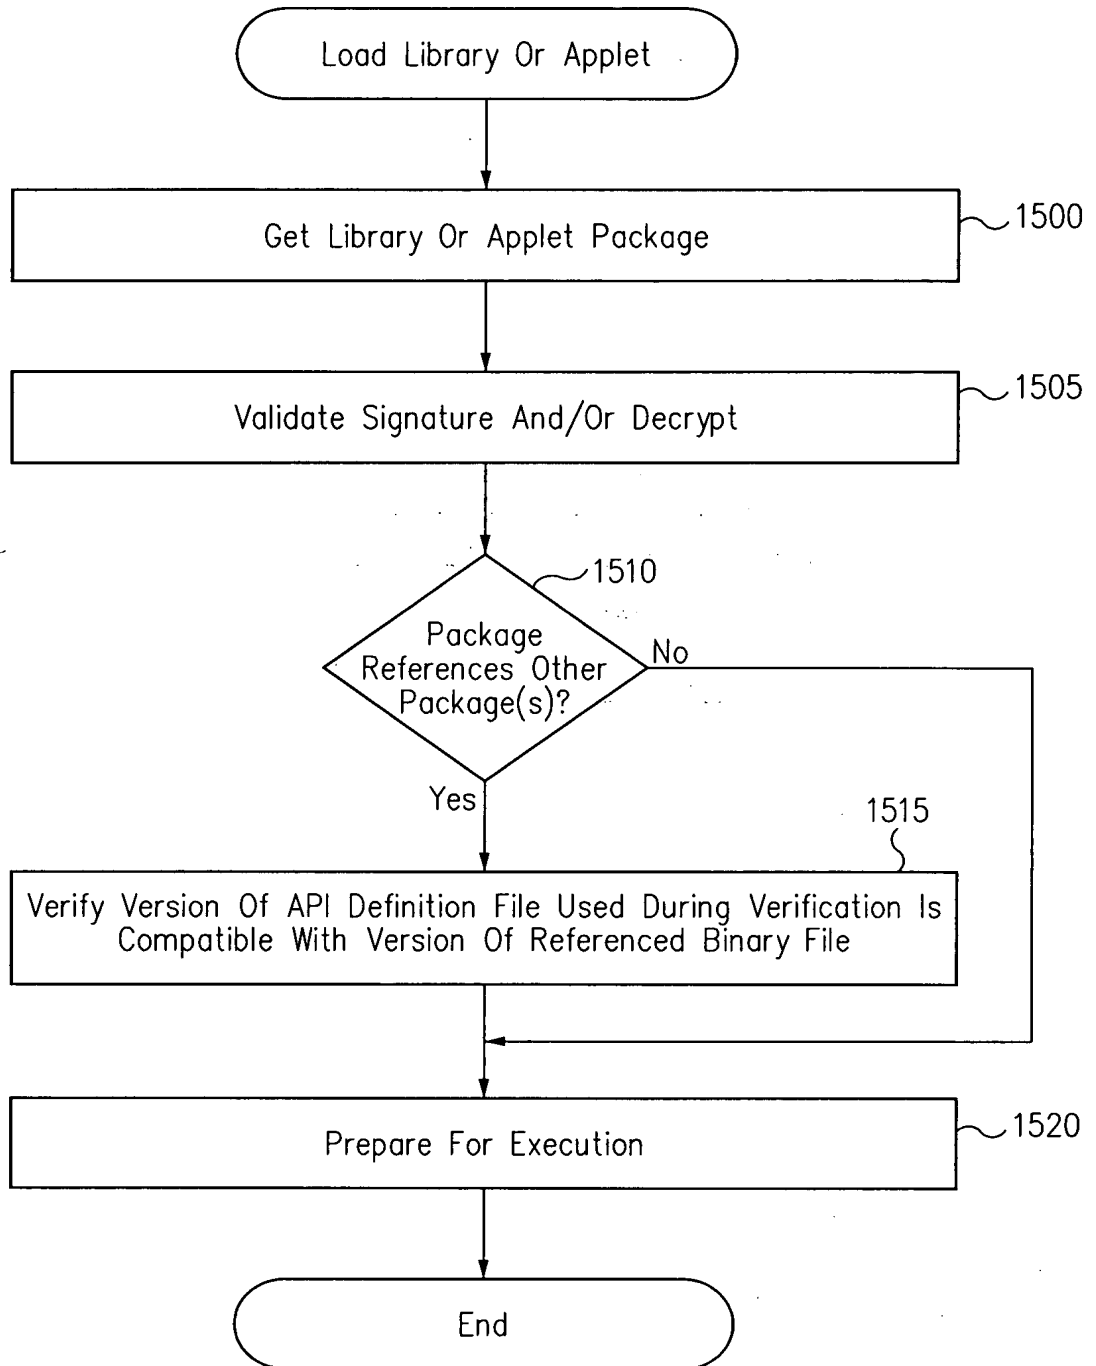 Load Library Or Applet
Get Library Or Applet Package
1500
Validate Signature And/Or Decrypt
1505
1510
Package
References Other
Package(s)?
No
Yes
1515
Verify Version Of API Definition File Used During Verification Is
Compatible With Version Of Referenced Binary File
Prepare For Execution
1520
End